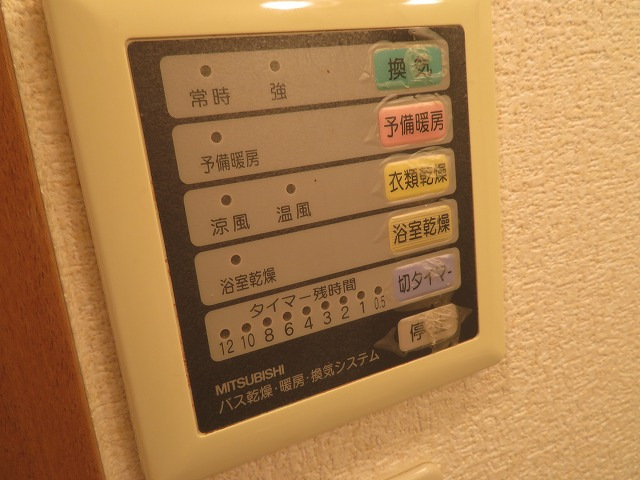 換気
常時 強
予備暖房
予備暖房
衣類乾燥
涼風 温風
浴室乾燥
浴室乾燥
切タイマー
タイマー残時間
12 10 8 6 4 3 2 1 0.5
停
MITSUBISHI
バス乾燥・暖房・換気システム